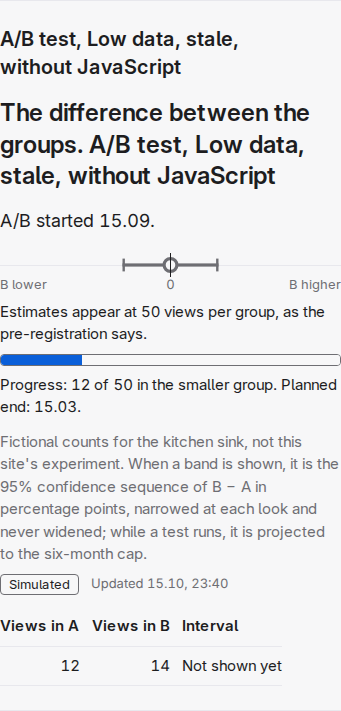 A/B test, Low data, stale,
without JavaScript
The difference between the
groups. A/B test, Low data,
stale, without JavaScript
A/B started 15.09.
B lower 0 B higher
Estimates appear at 50 views per group, as the
pre-registration says.
Progress: 12 of 50 in the smaller group. Planned
end: 15.03.
Fictional counts for the kitchen sink, not this
site's experiment. When a band is shown, it is the
95% confidence sequence of B − A in
percentage points, narrowed at each look and
never widened; while a test runs, it is projected
to the six-month cap.
Simulated Updated 15.10, 23:40
Views in A Views in B Interval
12 14 Not shown yet